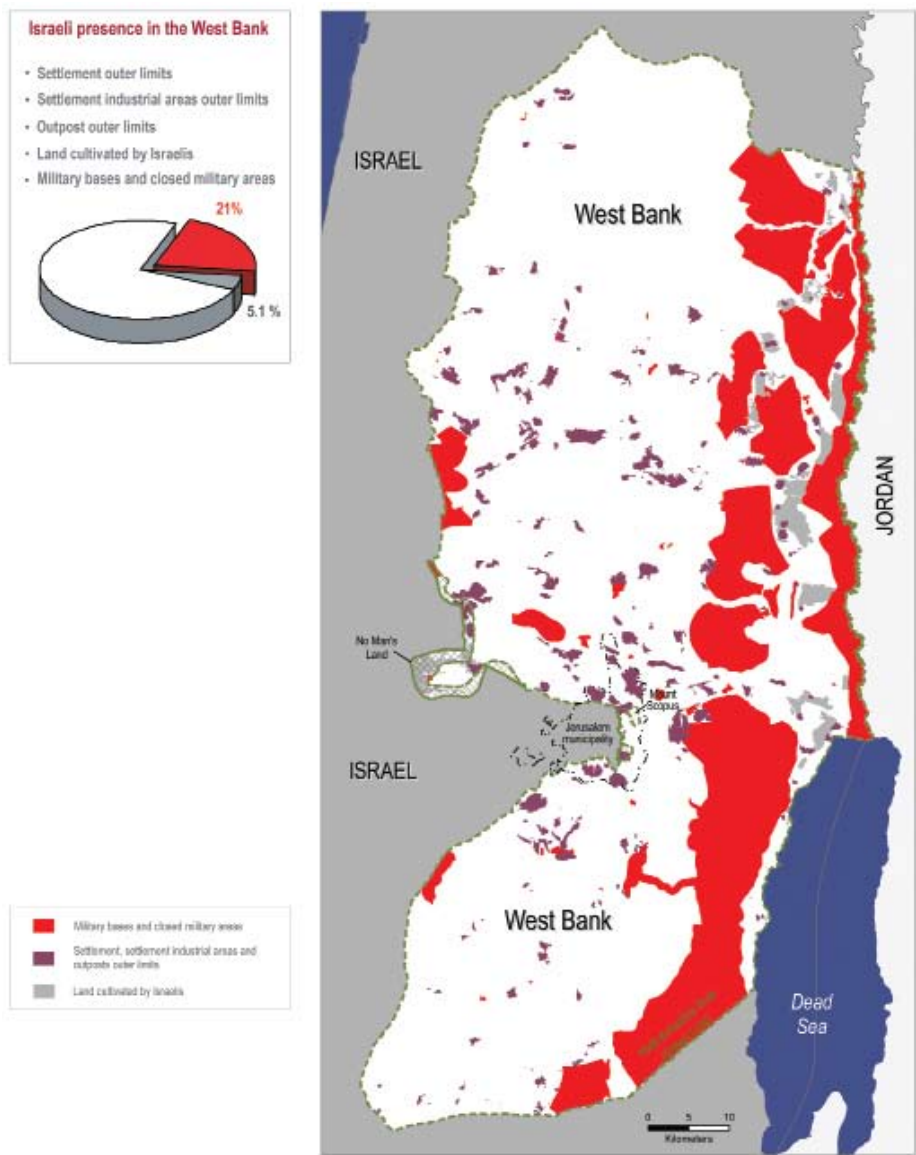 Israeli presence in the West Bank
• Settlement outer limits
• Settlement industrial areas outer limits
• Outpost outer limits
• Land cultivated by Israelis
• Military bases and closed military areas
21%
5.1 %
ISRAEL
West Bank
JORDAN
No Man's
Land
Mount
Scopus
Jerusalem
municipality
ISRAEL
West Bank
Military bases and closed military areas
Settlement, settlement industrial areas and
outposts outer limits
Land cultivated by Israelis
Dead
Sea
0 5 10
Kilometers